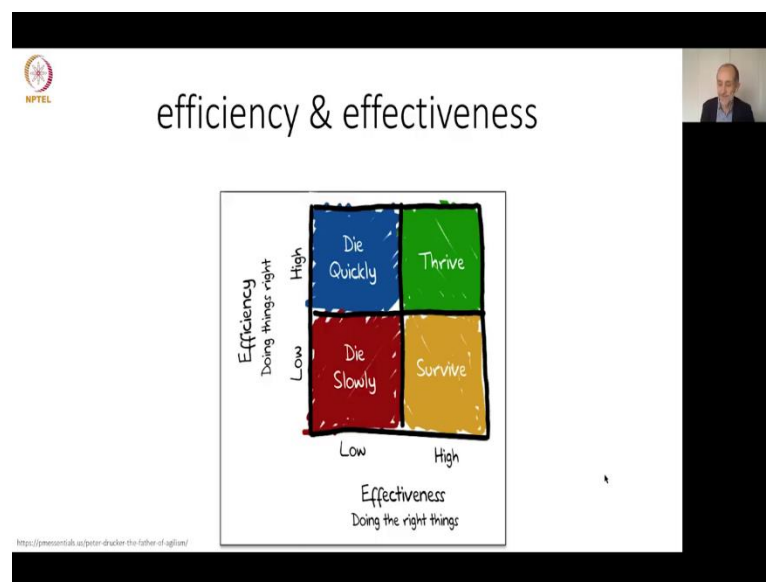 NPTEL
efficiency & effectiveness
Efficiency
Doing things right
High
Low
Die
Quickly
Thrive
Die
Slowly
Survive
Low
High
Effectiveness
Doing the right things
https://pmessentials.us/peter-drucker-the-father-of-agilism/